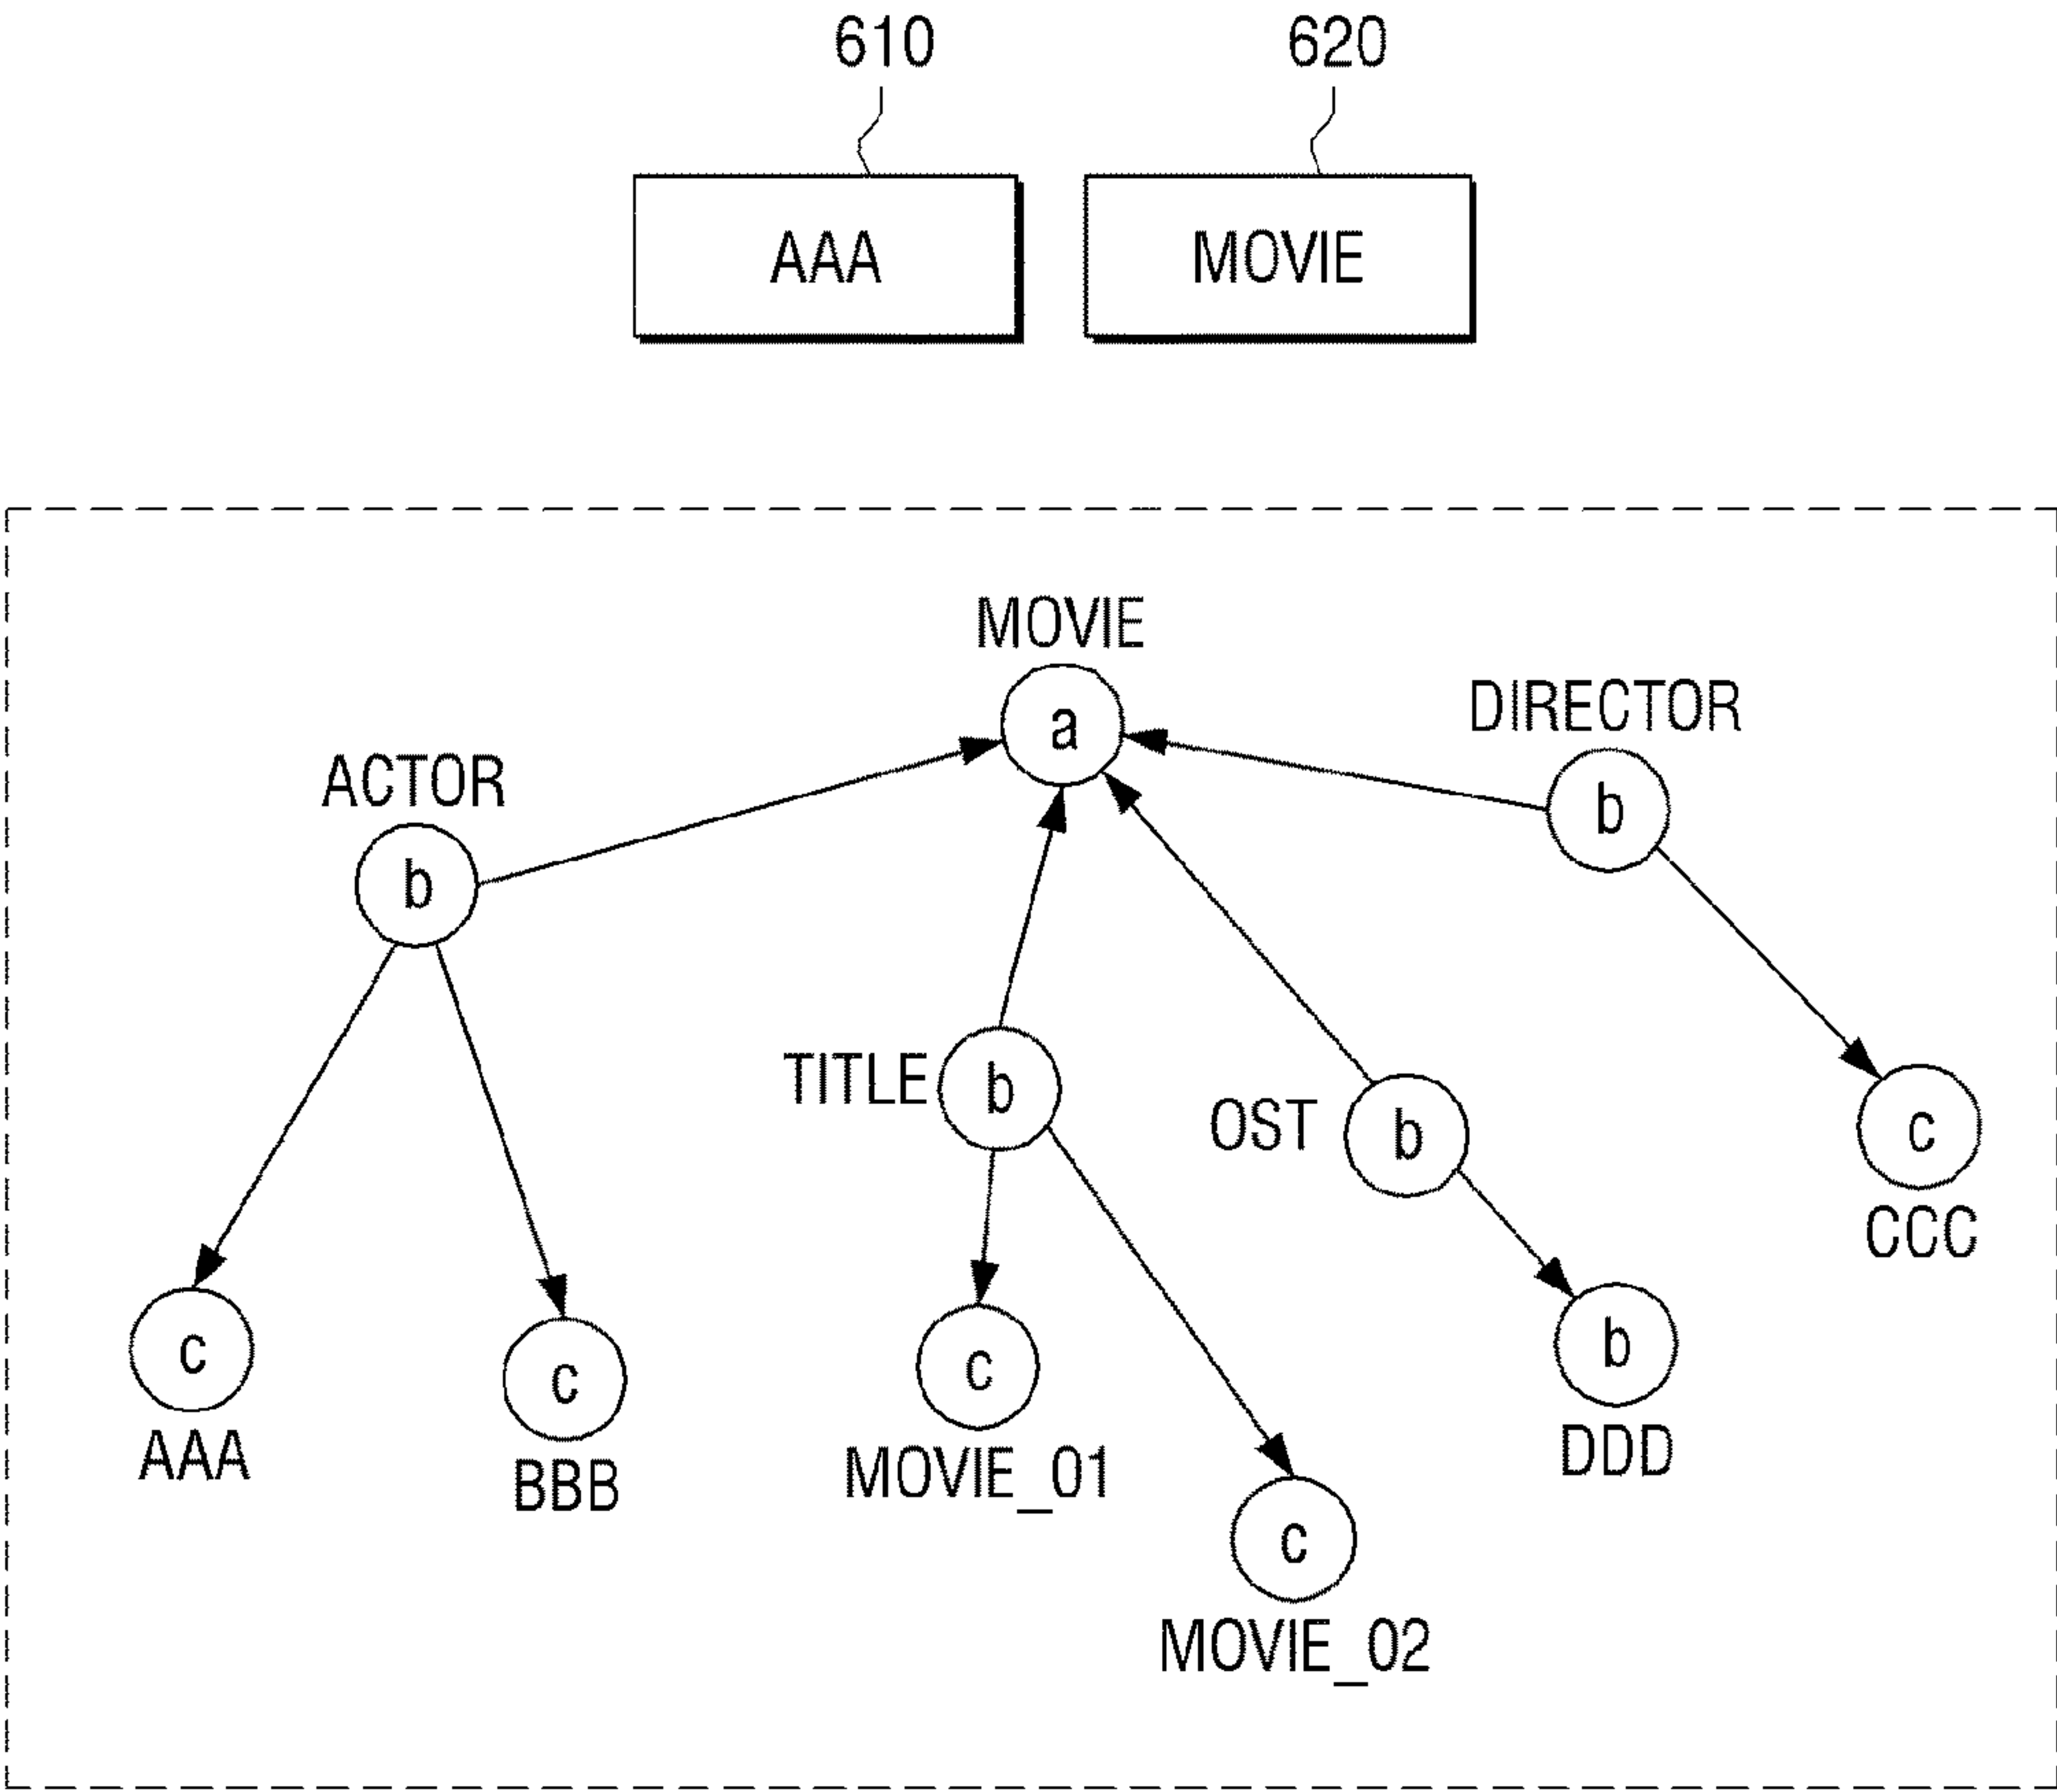 610 620
AAA MOVIE
MOVIE
a
DIRECTOR
b
ACTOR
b
TITLE b
OST b
c
CCC
c
AAA
c
BBB
c
MOVIE_01
b
DDD
c
MOVIE_02